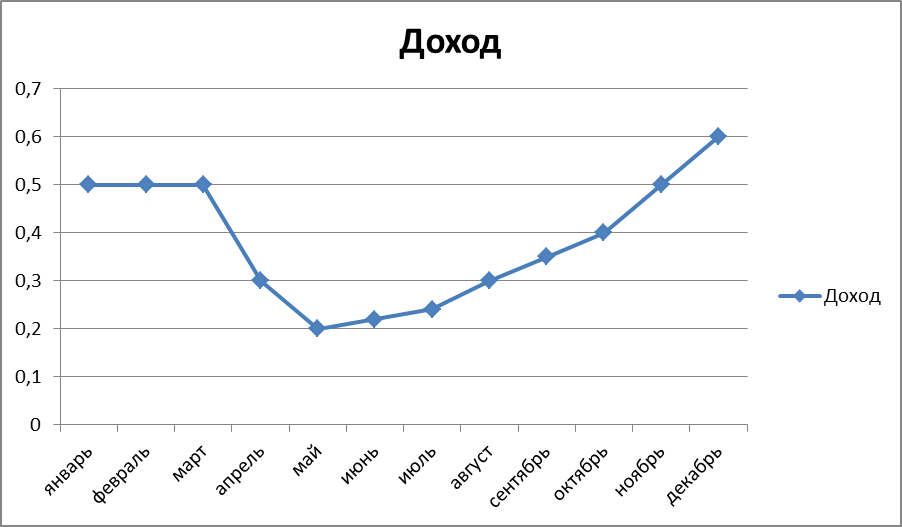 Доход
0,7
0,6
0,5
0,4
0,3
0,2
0,1
0
январь
февраль
март
апрель
май
июнь
июль
август
сентябрь
октябрь
ноябрь
декабрь
Доход